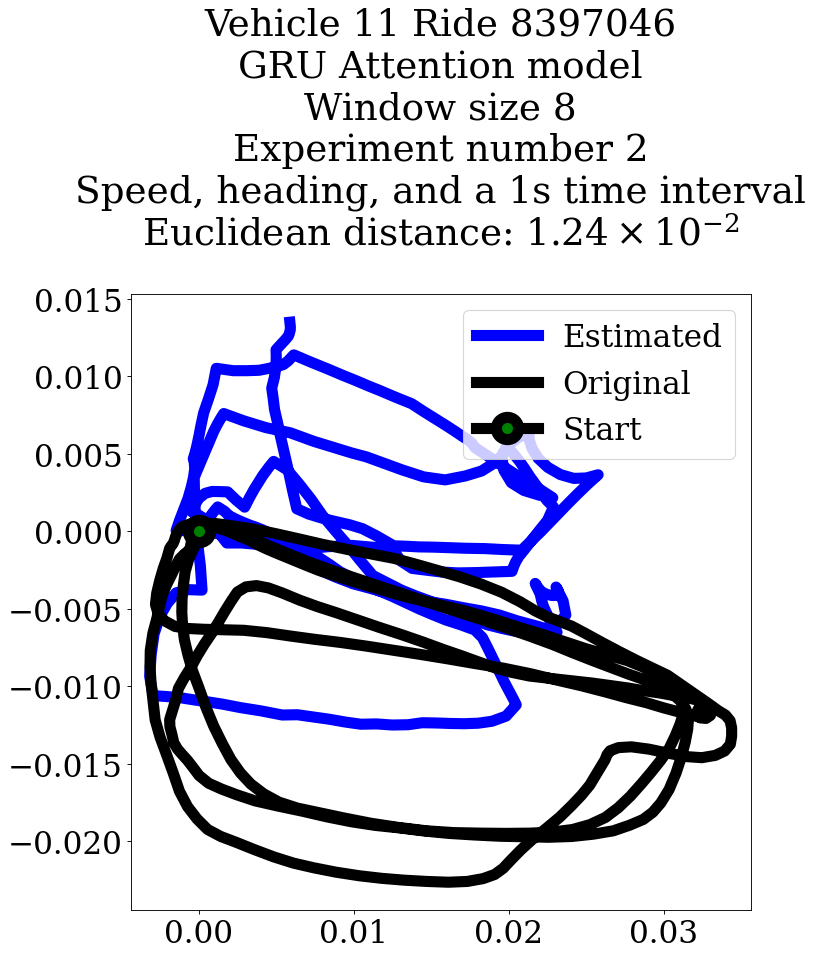 Vehicle 11 Ride 8397046
GRU Attention model
Window size 8
Experiment number 2
Speed, heading, and a 1s time interval
Euclidean distance: 1.24 × 10⁻²
0.015
0.010
0.005
0.000
−0.005
−0.010
−0.015
−0.020
Estimated
Original
Start
0.00 0.01 0.02 0.03